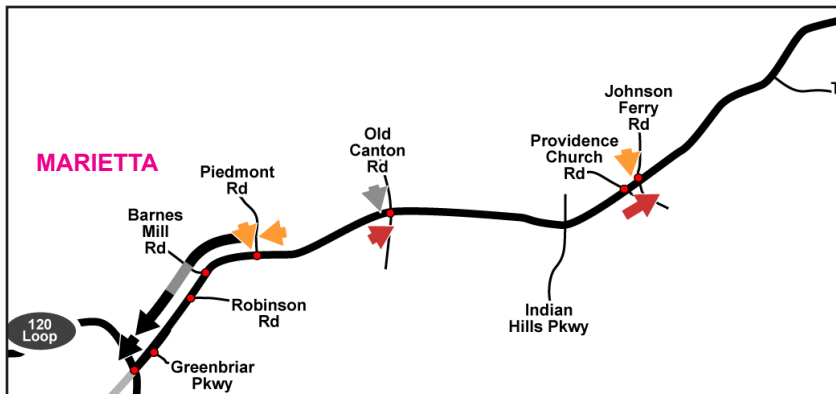 Johnson
Ferry
Rd
Old
Canton
Rd
Providence
Church
Rd
MARIETTA
Piedmont
Rd
Barnes
Mill
Rd
Robinson
Rd
Indian
Hills Pkwy
120
Loop
Greenbriar
Pkwy